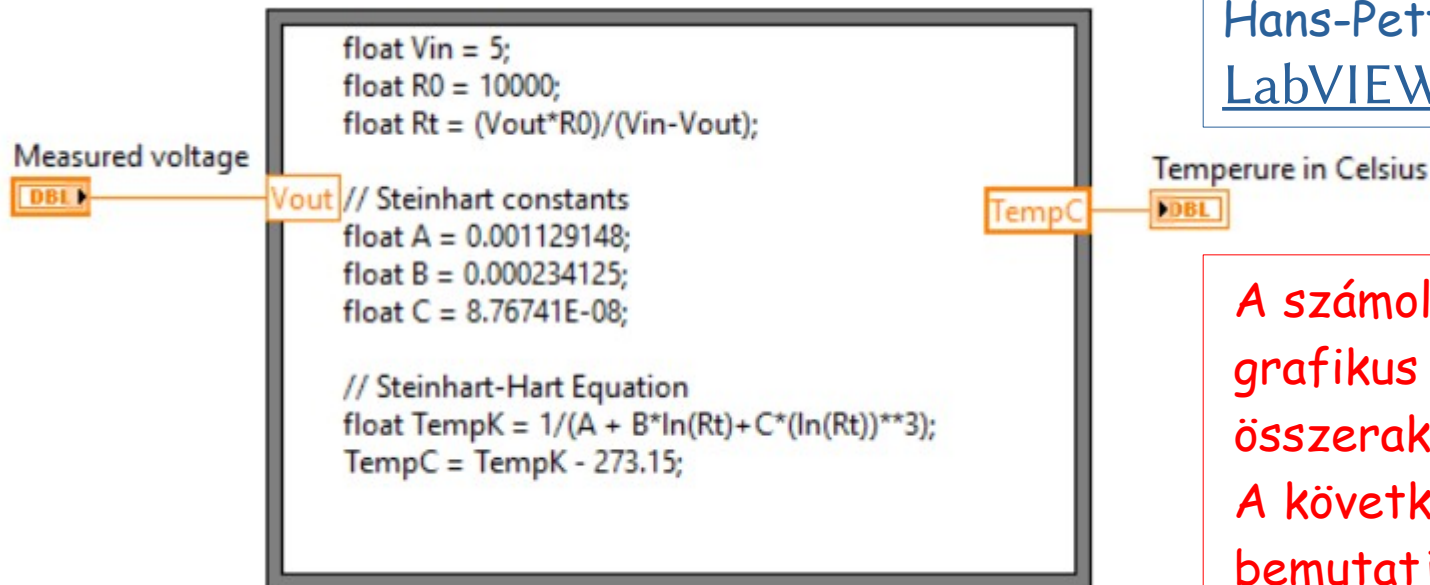 Hans-Pet
LabVIEW
float Vin = 5;
float R0 = 10000;
float Rt = (Vout*R0)/(Vin-Vout);
Measured voltage
DBL
Vout
// Steinhart constants
float A = 0.001129148;
float B = 0.000234125;
float C = 8.76741E-08;
// Steinhart-Hart Equation
float TempK = 1/(A + B*ln(Rt)+C*(ln(Rt))**3);
TempC = TempK - 273.15;
TempC
Temperure in Celsius
DBL
A számol
grafikus
összerak
A követk
bemutat